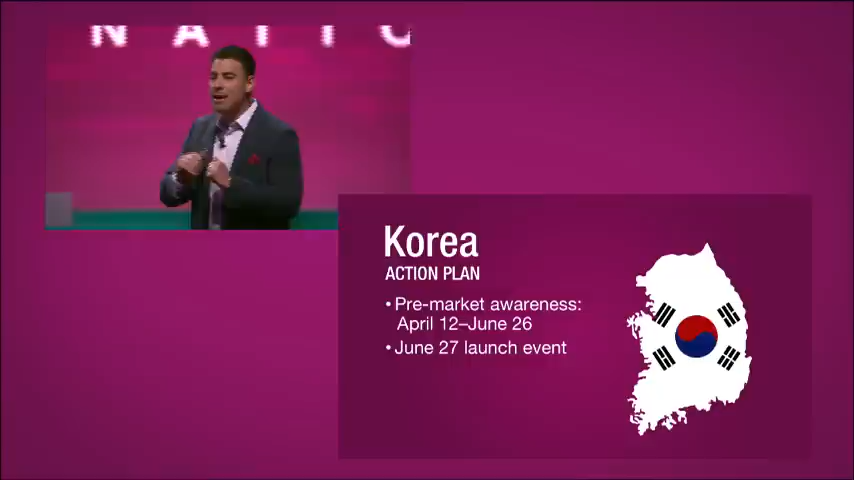 N A T I O
Korea
ACTION PLAN
• Pre-market awareness:
April 12–June 26
• June 27 launch event